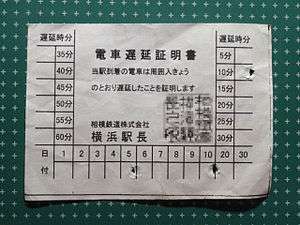 遅延時分
35分
40分
45分
50分
55分
60分
電車遅延証明書
当駅到着の電車は周囲入きょう
のとおり遅延したことを証明します
相模鉄道株式会社
横浜駅長
遅延時分
5分
10分
15分
20分
25分
30分
日付 1 2 3 4 5 6 7 8 9 10 20 30